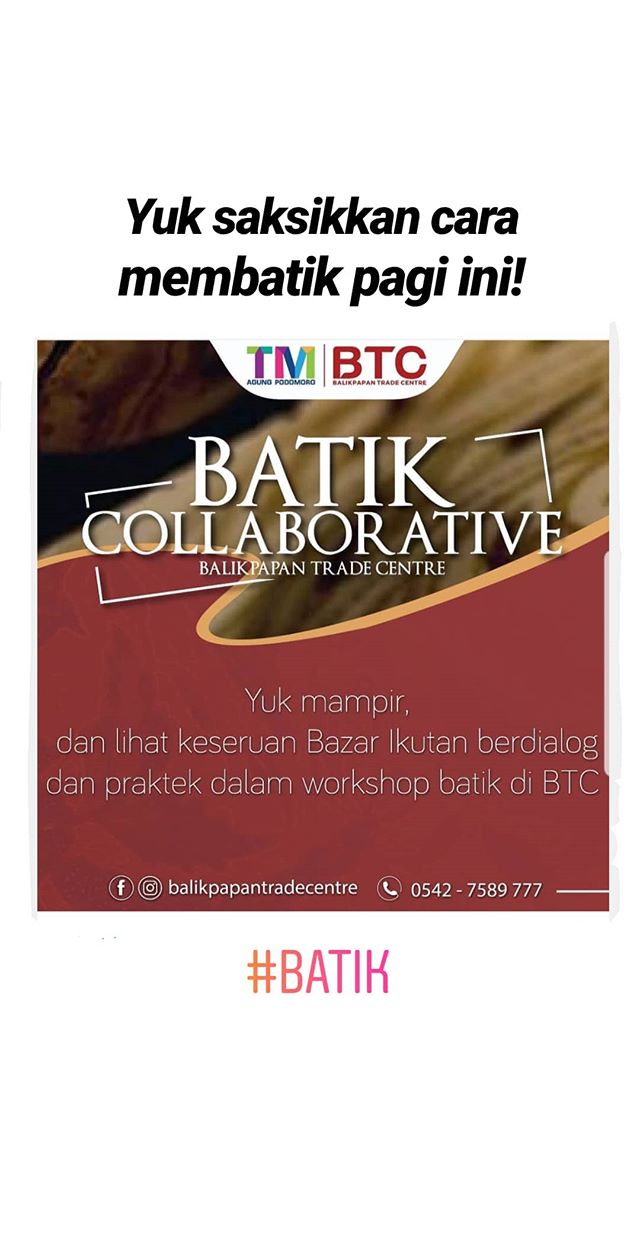 Yuk saksikkan cara
membatik pagi ini!
TM BTC
AGUNG PODOMORO BALIKPAPAN TRADE CENTRE
BATIK
COLLABORATIVE
BALIKPAPAN TRADE CENTRE
Yuk mampir,
dan lihat keseruan Bazar Ikutan berdialog
dan praktek dalam workshop batik di BTC
balikpapantradecentre 0542 - 7589 777
#BATIK